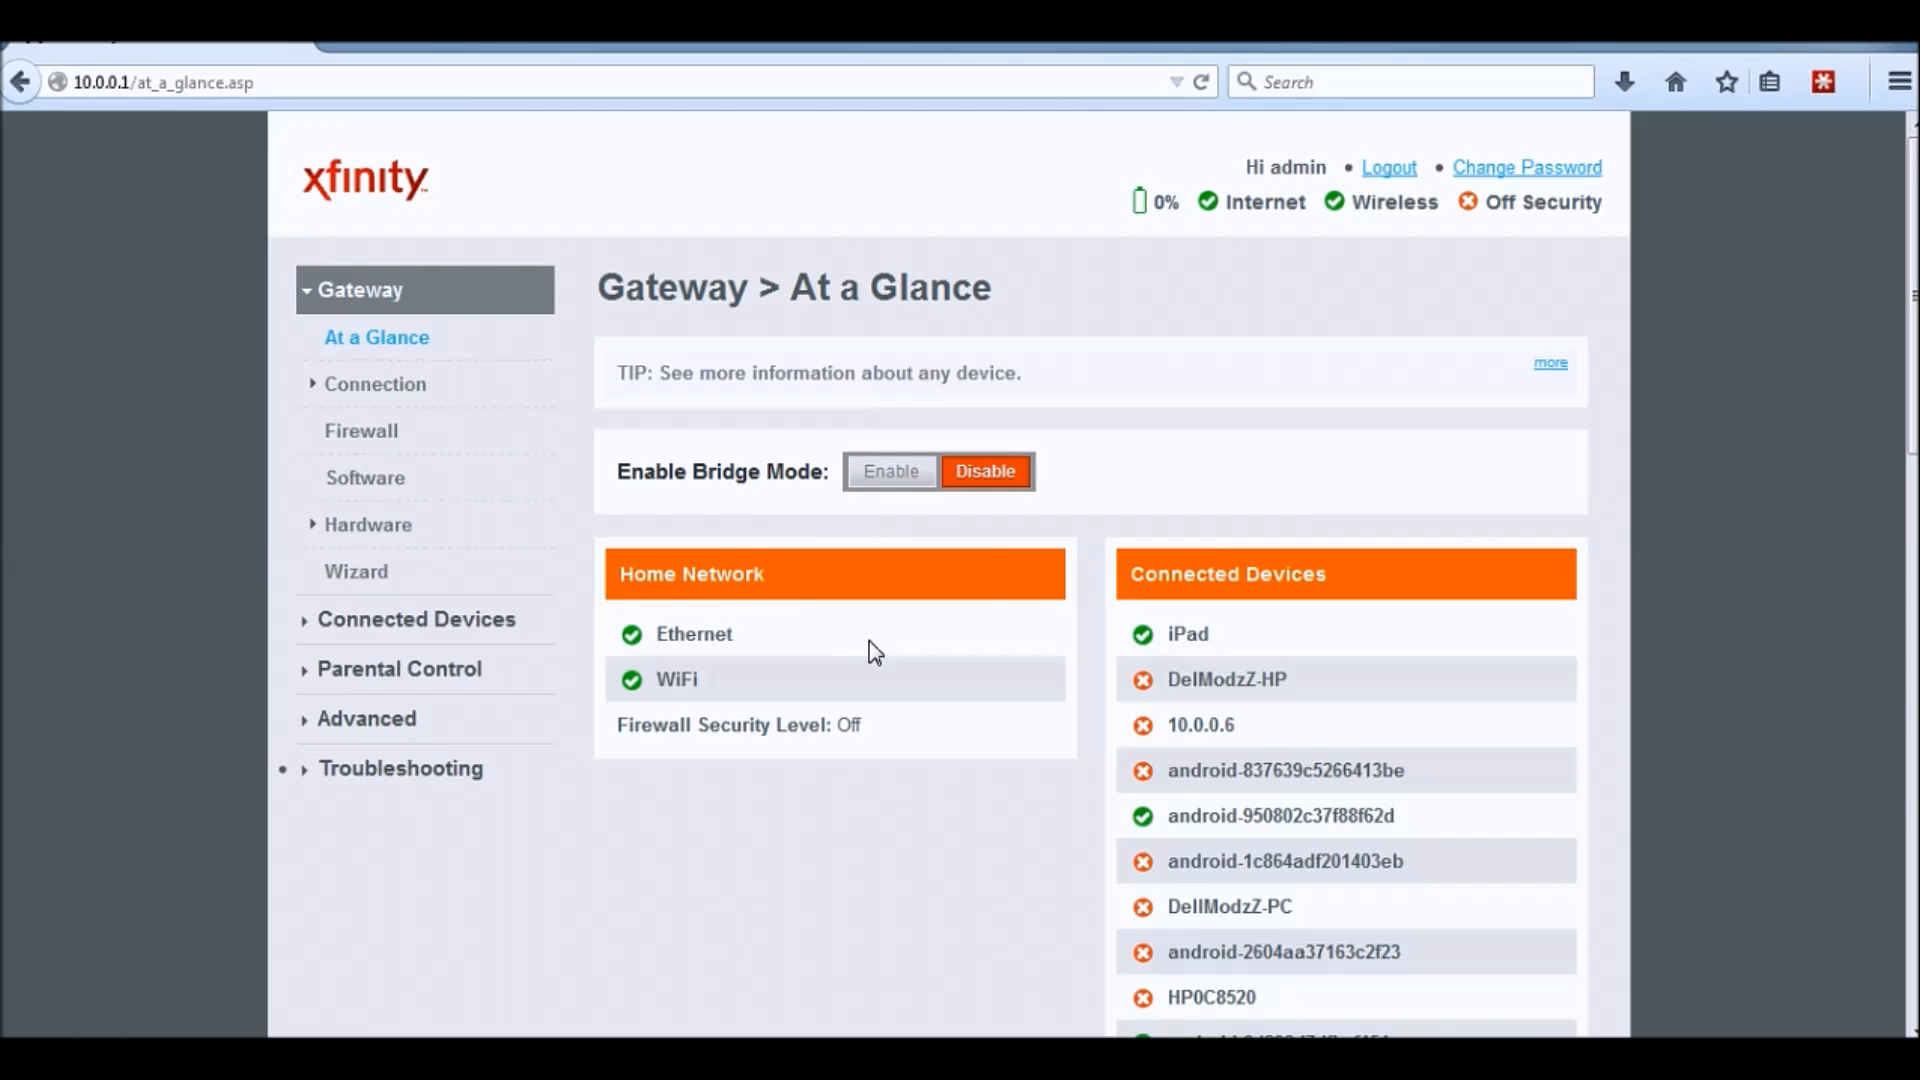 10.0.0.1/at_a_glance.asp
Search
xfinity
Hi admin • Logout • Change Password
0% Internet Wireless Off Security
Gateway
At a Glance
Connection
Firewall
Software
Hardware
Wizard
Connected Devices
Parental Control
Advanced
Troubleshooting
Gateway > At a Glance
TIP: See more information about any device.
more
Enable Bridge Mode: Enable Disable
Home Network
Ethernet
WiFi
Firewall Security Level: Off
Connected Devices
iPad
DelModzZ-HP
10.0.0.6
android-837639c5266413be
android-950802c37f88f62d
android-1c864adf201403eb
DellModzZ-PC
android-2604aa37163c2f23
HP0C8520